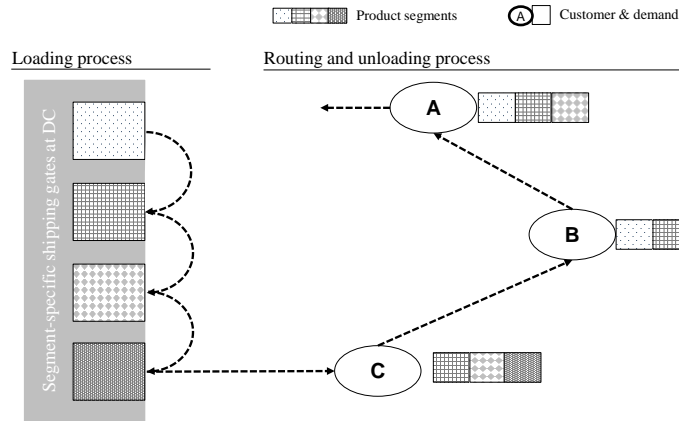 Product segments
A
Customer & demand
Loading process
Routing and unloading process
Segment-specific shipping gates at DC
A
B
C